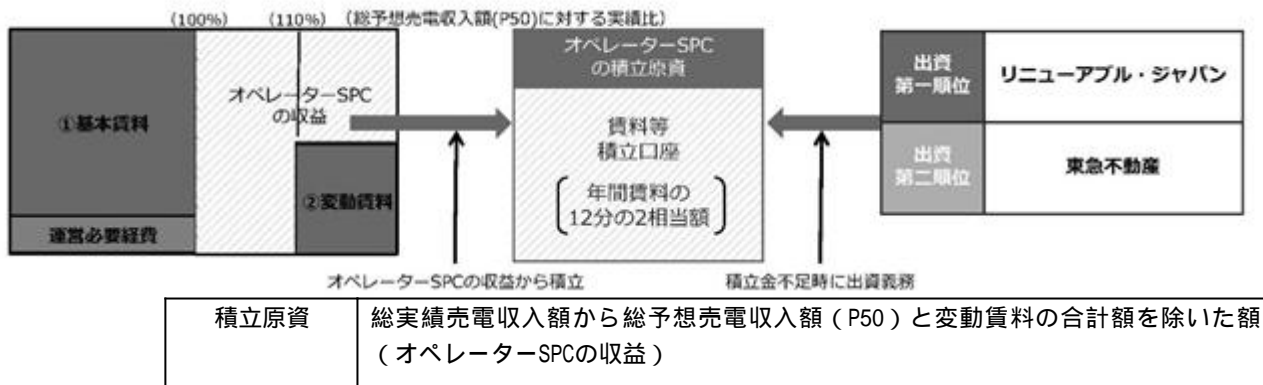 (100%) (110%) (総予想売電収入額(P50)に対する実績比)
①基本賃料
運営必要経費
オペレーターSPC
の収益
②変動賃料
オペレーターSPC
の積立原資
賃料等
積立口座
年間賃料の
12分の2相当額
出資
第一順位
リニューアブル・ジャパン
出資
第二順位
東急不動産
オペレーターSPCの収益から積立
積立金不足時に出資義務
積立原資
総実績売電収入額から総予想売電収入額(P50)と変動賃料の合計額を除いた額
(オペレーターSPCの収益)